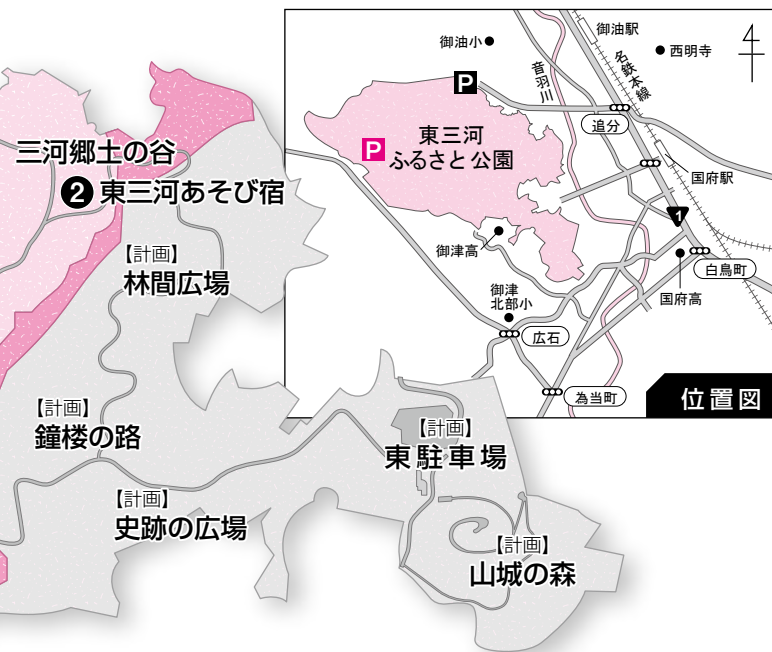 三河郷土の谷
2 東三河あそび宿
【計画】
林間広場
【計画】
鐘楼の路
【計画】
史跡の広場
【計画】
東駐車場
【計画】
山城の森
御油小
P
P
東三河
ふるさと公園
音羽川
御油駅
名鉄本線
西明寺
4
追分
国府駅
1
御津高
白鳥町
国府高
御津
北部小
広石
為当町
位置図